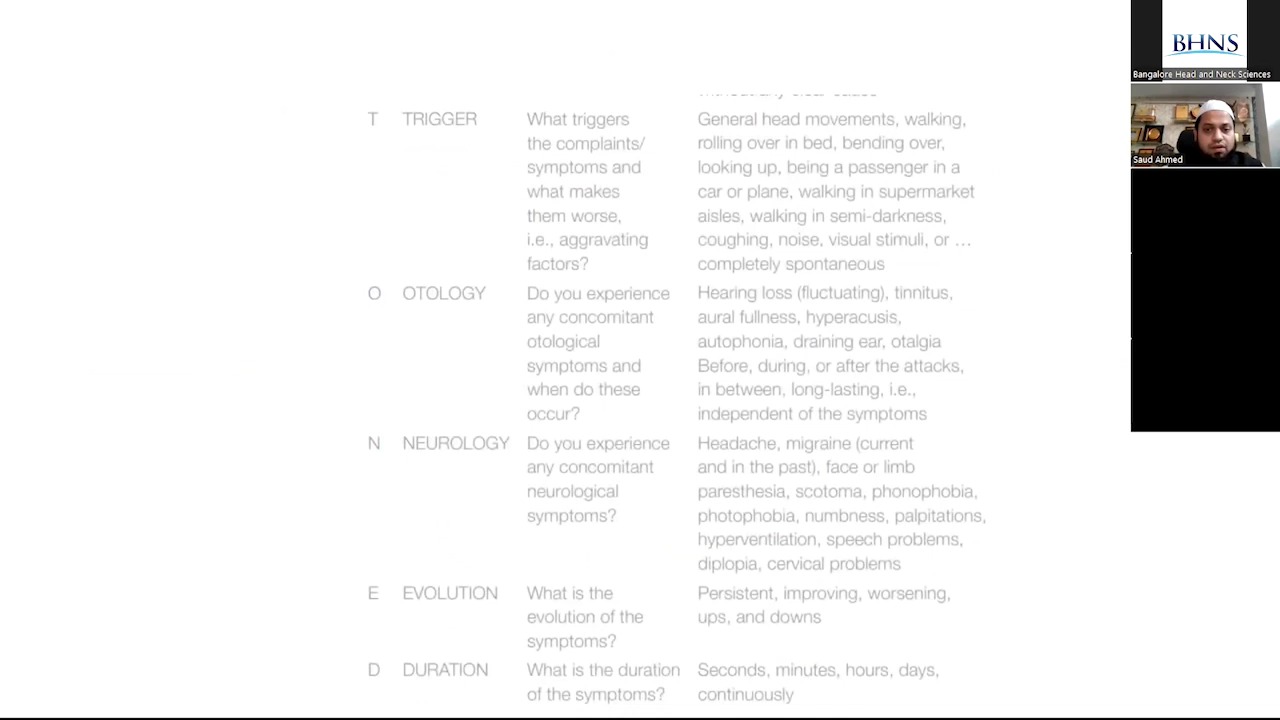 BHNS
Bangalore Head and Neck Sciences
Saud Ahmed
T TRIGGER What triggers General head movements, walking,
the complaints/ rolling over in bed, bending over,
symptoms and looking up, being a passenger in a
what makes car or plane, walking in supermarket
them worse, aisles, walking in semi-darkness,
i.e., aggravating coughing, noise, visual stimuli, or ...
factors? completely spontaneous
O OTOLOGY Do you experience Hearing loss (fluctuating), tinnitus,
any concomitant aural fullness, hyperacusis,
otological autophonia, draining ear, otalgia
symptoms and Before, during, or after the attacks,
when do these in between, long-lasting, i.e.,
occur? independent of the symptoms
N NEUROLOGY Do you experience Headache, migraine (current
any concomitant and in the past), face or limb
neurological paresthesia, scotoma, phonophobia,
symptoms? photophobia, numbness, palpitations,
hyperventilation, speech problems,
diplopia, cervical problems
E EVOLUTION What is the Persistent, improving, worsening,
evolution of the ups, and downs
symptoms?
D DURATION What is the duration Seconds, minutes, hours, days,
of the symptoms? continuously